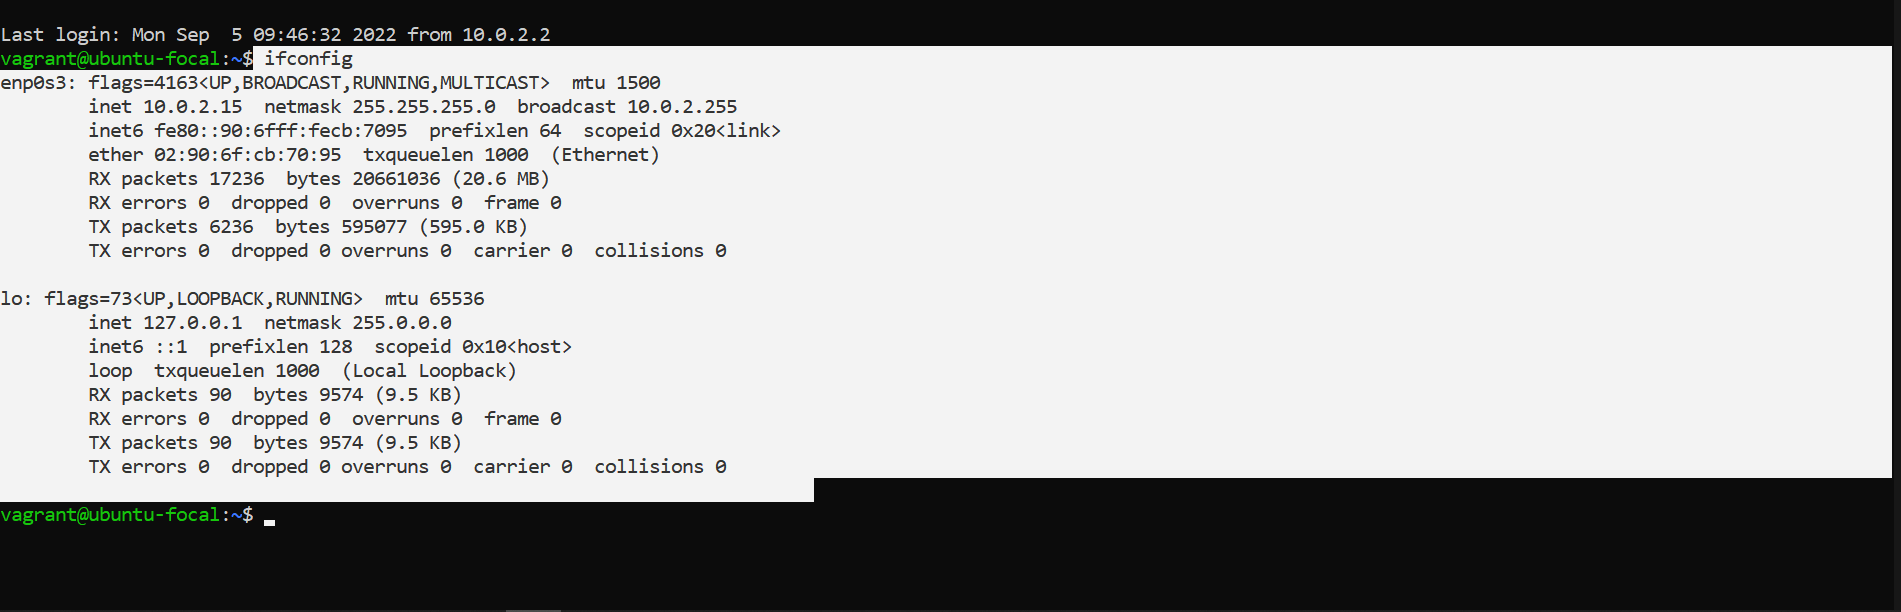 Last login: Mon Sep  5 09:46:32 2022 from 10.0.2.2
vagrant@ubuntu-focal:~$ ifconfig
enp0s3: flags=4163<UP,BROADCAST,RUNNING,MULTICAST>  mtu 1500
        inet 10.0.2.15  netmask 255.255.255.0  broadcast 10.0.2.255
        inet6 fe80::90:6fff:fecb:7095  prefixlen 64  scopeid 0x20<link>
        ether 02:90:6f:cb:70:95  txqueuelen 1000  (Ethernet)
        RX packets 17236  bytes 20661036 (20.6 MB)
        RX errors 0  dropped 0  overruns 0  frame 0
        TX packets 6236  bytes 595077 (595.0 KB)
        TX errors 0  dropped 0 overruns 0  carrier 0  collisions 0

lo: flags=73<UP,LOOPBACK,RUNNING>  mtu 65536
        inet 127.0.0.1  netmask 255.0.0.0
        inet6 ::1  prefixlen 128  scopeid 0x10<host>
        loop  txqueuelen 1000  (Local Loopback)
        RX packets 90  bytes 9574 (9.5 KB)
        RX errors 0  dropped 0  overruns 0  frame 0
        TX packets 90  bytes 9574 (9.5 KB)
        TX errors 0  dropped 0 overruns 0  carrier 0  collisions 0

vagrant@ubuntu-focal:~$